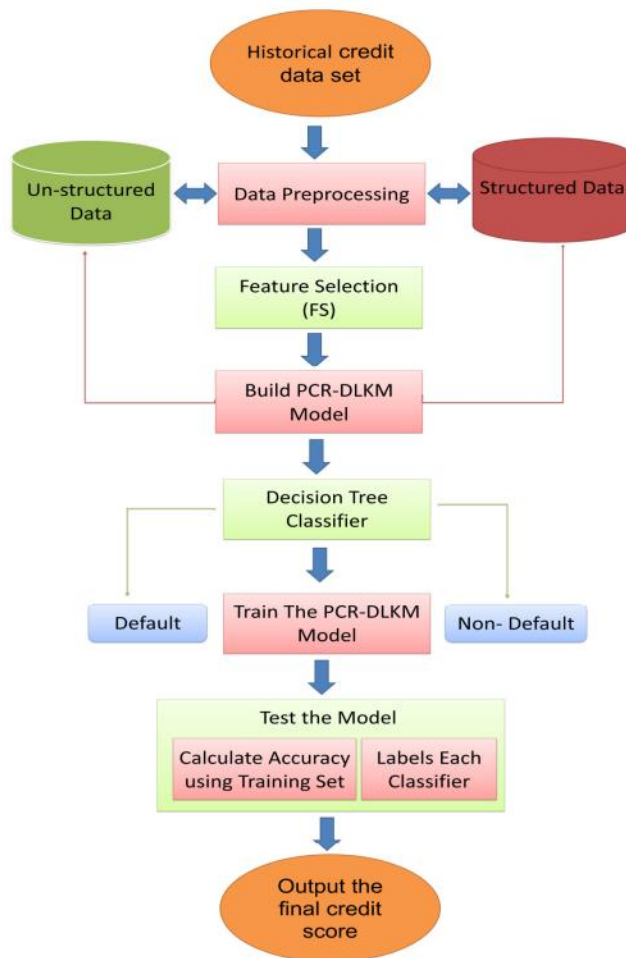 Historical credit
data set
Un-structured
Data
Data Preprocessing
Structured Data
Feature Selection
(FS)
Build PCR-DLKM
Model
Decision Tree
Classifier
Default
Train The PCR-DLKM
Model
Non- Default
Test the Model
Calculate Accuracy
using Training Set
Labels Each
Classifier
Output the
final credit
score